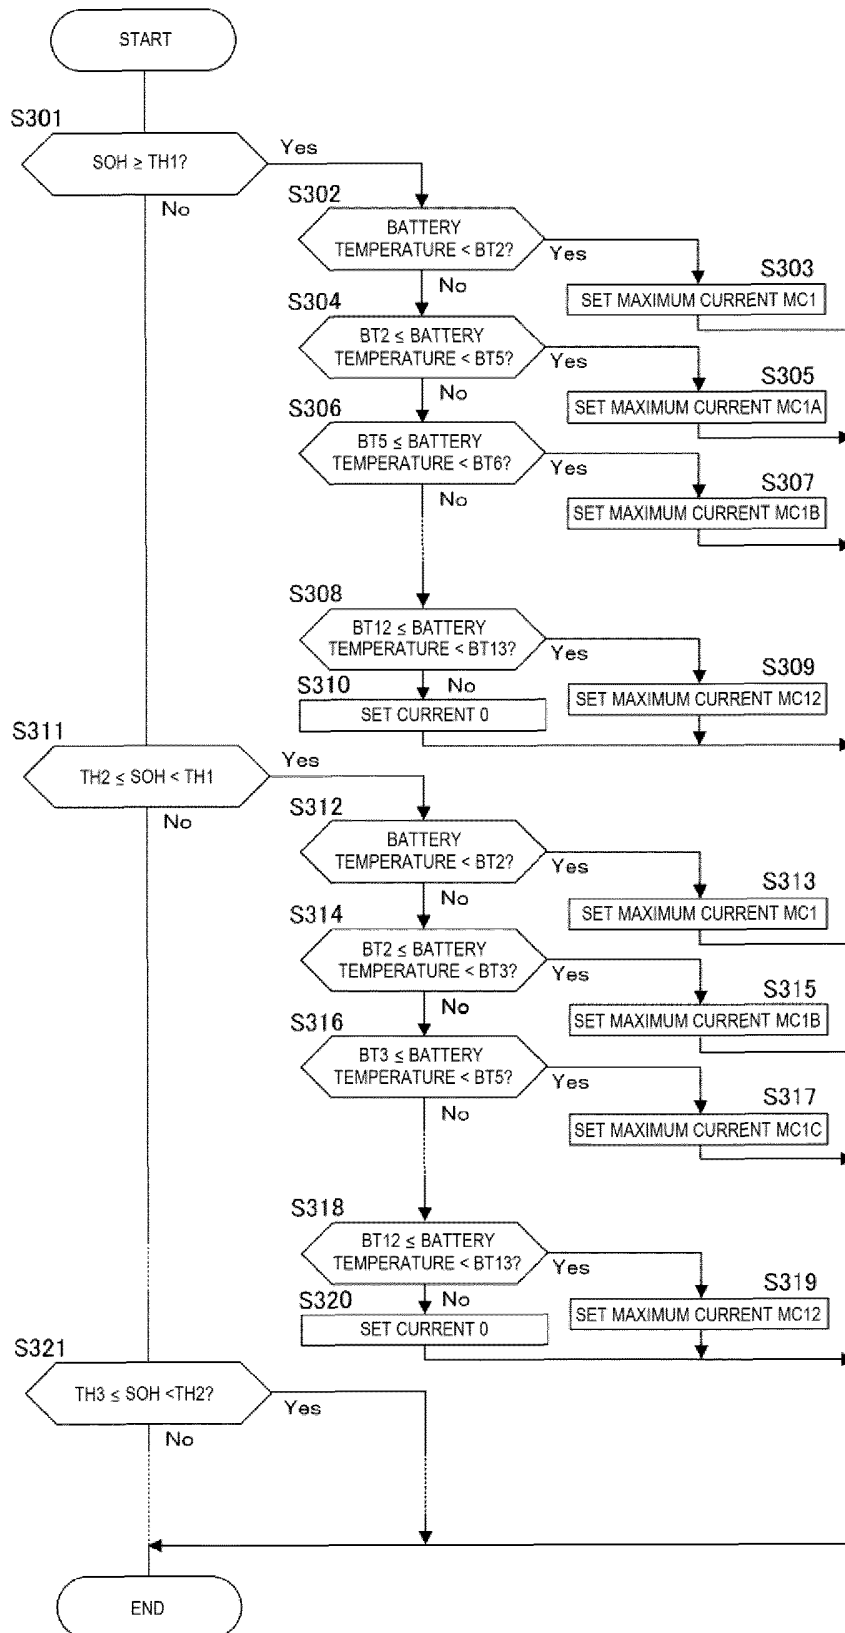 START
S301
SOH ≥ TH1?
Yes
No
S302
BATTERY
TEMPERATURE < BT2?
Yes
No
S303
SET MAXIMUM CURRENT MC1
S304
BT2 ≤ BATTERY
TEMPERATURE < BT5?
Yes
No
S305
SET MAXIMUM CURRENT MC1A
S306
BT5 ≤ BATTERY
TEMPERATURE < BT6?
Yes
No
S307
SET MAXIMUM CURRENT MC1B
S308
BT12 ≤ BATTERY
TEMPERATURE < BT13?
Yes
No
S309
SET MAXIMUM CURRENT MC12
S310
SET CURRENT 0
S311
TH2 ≤ SOH < TH1
Yes
No
S312
BATTERY
TEMPERATURE < BT2?
Yes
No
S313
SET MAXIMUM CURRENT MC1
S314
BT2 ≤ BATTERY
TEMPERATURE < BT3?
Yes
No
S315
SET MAXIMUM CURRENT MC1B
S316
BT3 ≤ BATTERY
TEMPERATURE < BT5?
Yes
No
S317
SET MAXIMUM CURRENT MC1C
S318
BT12 ≤ BATTERY
TEMPERATURE < BT13?
Yes
No
S319
SET MAXIMUM CURRENT MC12
S320
SET CURRENT 0
S321
TH3 ≤ SOH <TH2?
Yes
No
END